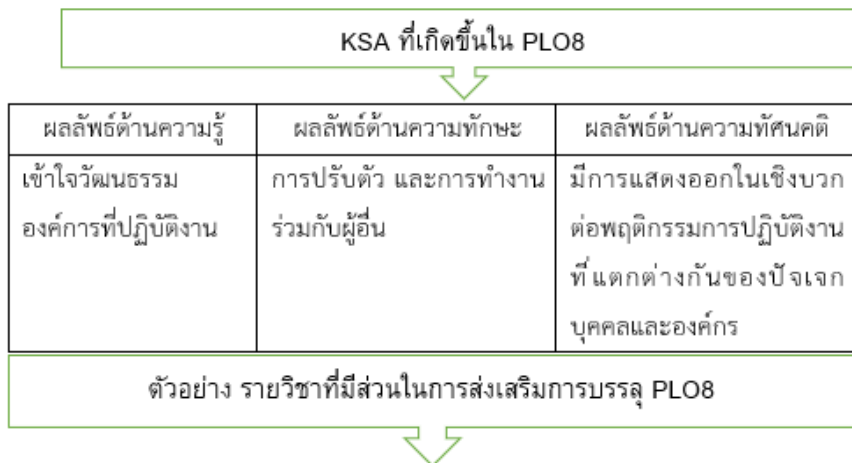 KSA ที่เกิดขึ้นใน PLO8
ผลลัพธ์ด้านความรู้
ผลลัพธ์ด้านความทักษะ
ผลลัพธ์ด้านความทัศนคติ
เข้าใจวัฒนธรรม
องค์การที่ปฏิบัติงาน
การปรับตัว และการทำงาน
ร่วมกับผู้อื่น
มีการแสดงออกในเชิงบวก
ต่อพฤติกรรมการปฏิบัติงาน
ที่แตกต่างกันของปัจเจก
บุคคลและองค์กร
ตัวอย่าง รายวิชาที่มีส่วนในการส่งเสริมการบรรลุ PLO8